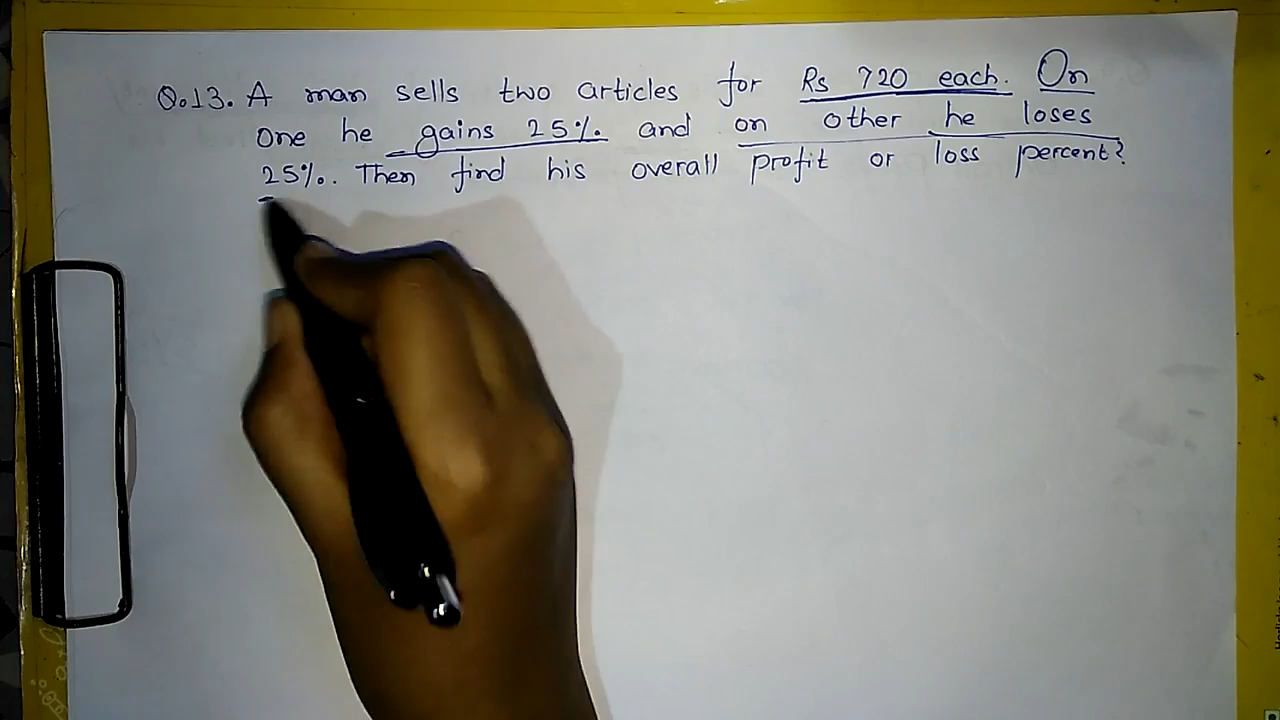 Q.13. A man sells two articles for Rs 720 each. On
one he gains 25%. and on other he loses
25%. Then find his overall profit or loss percent?